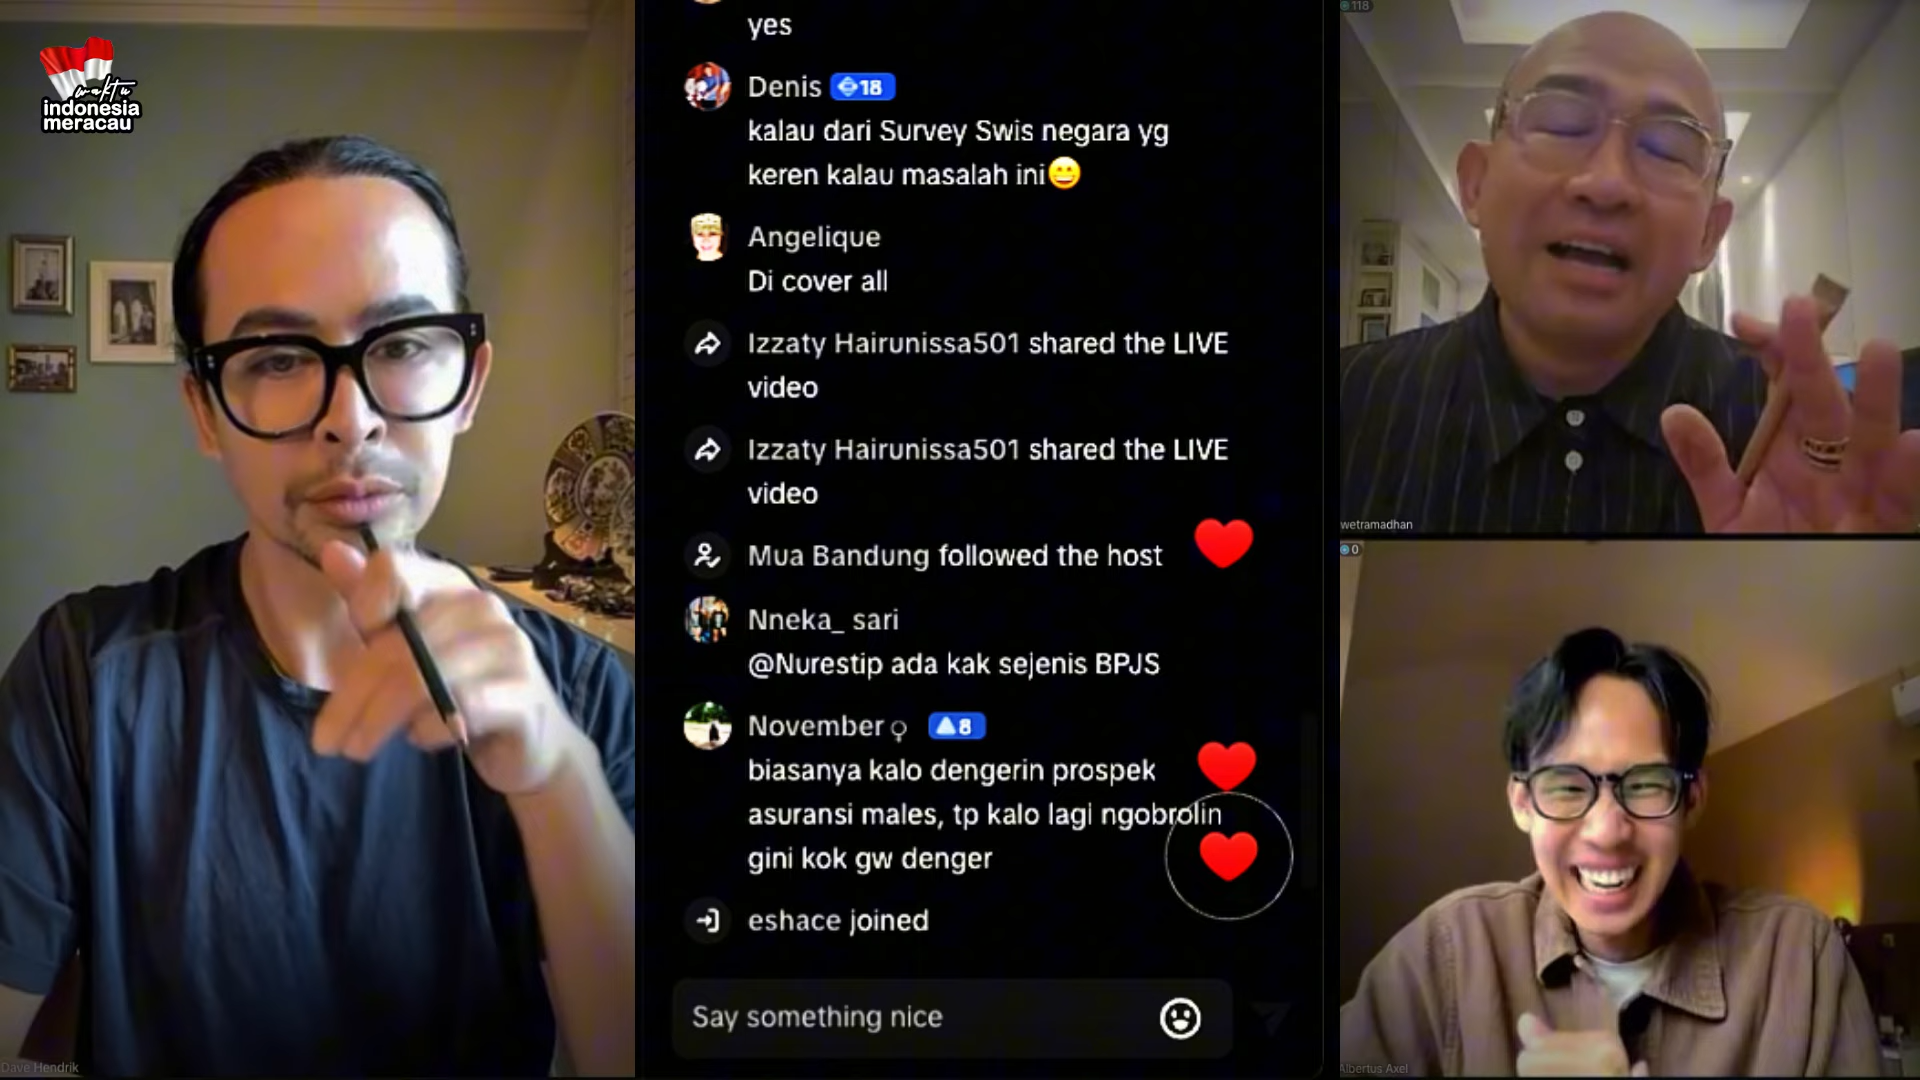 waktu
indonesia
meracau
Dave Hendrik
yes
Denis 18
kalau dari Survey Swis negara yg
keren kalau masalah ini😀
Angelique
Di cover all
Izzaty Hairunissa501 shared the LIVE
video
Izzaty Hairunissa501 shared the LIVE
video
Mua Bandung followed the host
Nneka_ sari
@Nurestip ada kak sejenis BPJS
November♀ 8
biasanya kalo dengerin prospek
asuransi males, tp kalo lagi ngobrolin
gini kok gw denger
eshace joined
Say something nice
118
wetramadhan
0
Albertus Axel